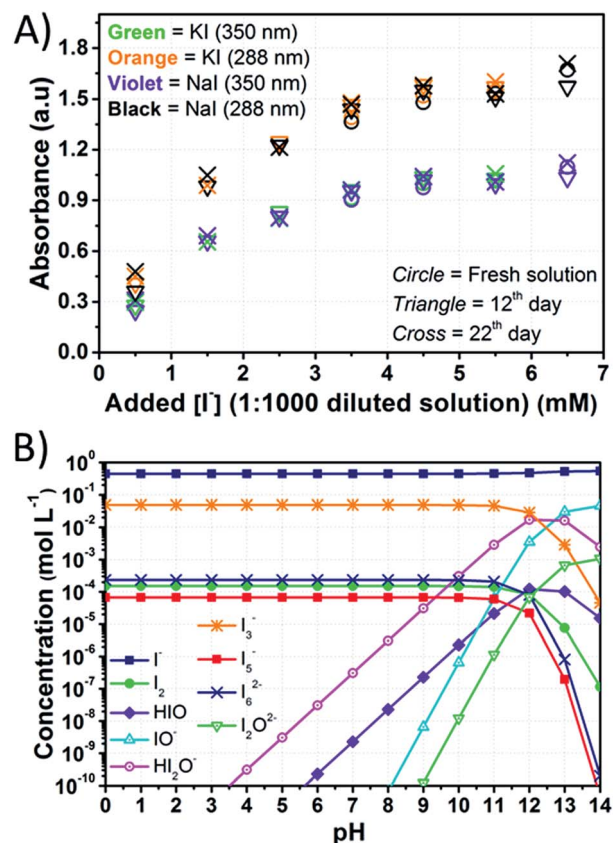 A)
Green = KI (350 nm)
Orange = KI (288 nm)
Violet = NaI (350 nm)
Black = NaI (288 nm)
Circle = Fresh solution
Triangle = 12th day
Cross = 22th day
Absorbance (a.u)
1.8
1.5
1.2
0.9
0.6
0.3
0.0
0 1 2 3 4 5 6 7
Added [I-] (1:1000 diluted solution) (mM)
B)
Concentration (mol L-1)
10^0
10^-1
10^-2
10^-3
10^-4
10^-5
10^-6
10^-7
10^-8
10^-9
10^-10
I-
I2
HIO
IO-
HI2O-
I3-
I5-
I6 2-
I2O2-
0 1 2 3 4 5 6 7 8 9 10 11 12 13 14
pH